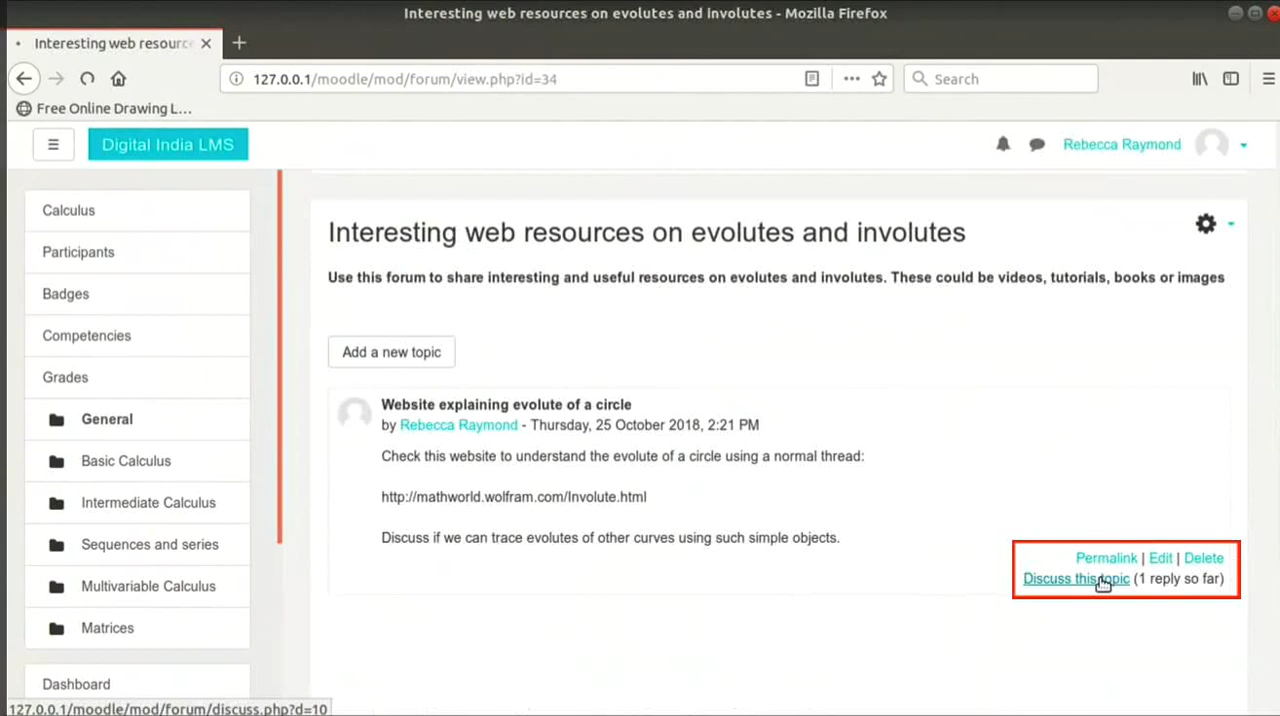 Interesting web resources on evolutes and involutes - Mozilla Firefox
Interesting web resourc
127.0.0.1/moodle/mod/forum/view.php?id=34
Search
Free Online Drawing L...
Digital India LMS
Rebecca Raymond
Calculus
Participants
Badges
Competencies
Grades
General
Basic Calculus
Intermediate Calculus
Sequences and series
Multivariable Calculus
Matrices
Dashboard
Interesting web resources on evolutes and involutes
Use this forum to share interesting and useful resources on evolutes and involutes. These could be videos, tutorials, books or images
Add a new topic
Website explaining evolute of a circle
by Rebecca Raymond - Thursday, 25 October 2018, 2:21 PM
Check this website to understand the evolute of a circle using a normal thread:
http://mathworld.wolfram.com/Involute.html
Discuss if we can trace evolutes of other curves using such simple objects.
Permalink | Edit | Delete
Discuss this topic (1 reply so far)
127.0.0.1/moodle/mod/forum/discuss.php?d=10